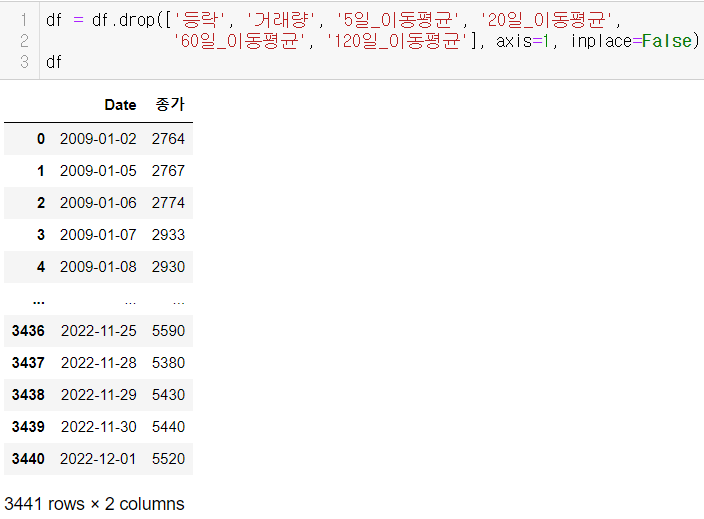 1 df = df.drop(['등락', '거래량', '5일_이동평균', '20일_이동평균',
2 '60일_이동평균', '120일_이동평균'], axis=1, inplace=False)
3 df
Date 종가
0 2009-01-02 2764
1 2009-01-05 2767
2 2009-01-06 2774
3 2009-01-07 2933
4 2009-01-08 2930
... ... ...
3436 2022-11-25 5590
3437 2022-11-28 5380
3438 2022-11-29 5430
3439 2022-11-30 5440
3440 2022-12-01 5520
3441 rows × 2 columns